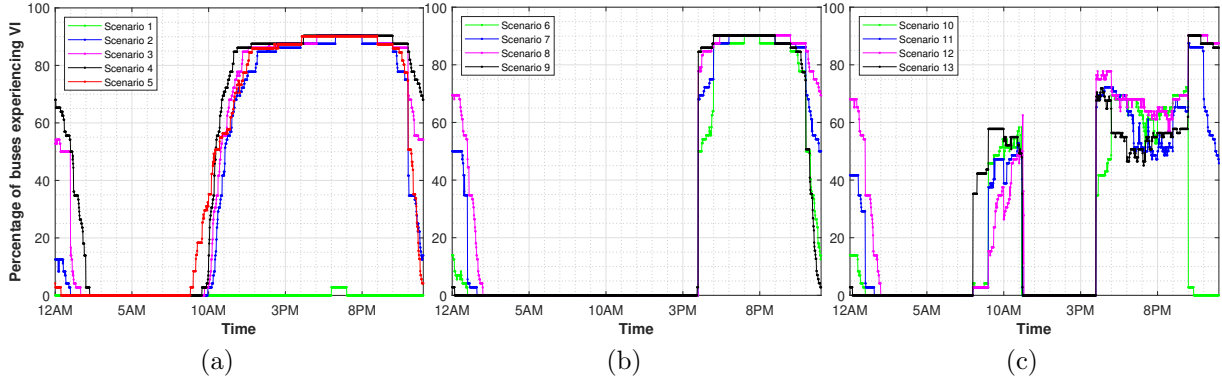 Percentage of buses experiencing VI
100
80
60
40
20
0
Scenario 1
Scenario 2
Scenario 3
Scenario 4
Scenario 5
12AM 5AM 10AM 3PM 8PM
Time
(a)
100
80
60
40
20
0
Scenario 6
Scenario 7
Scenario 8
Scenario 9
12AM 5AM 10AM 3PM 8PM
Time
(b)
100
80
60
40
20
0
Scenario 10
Scenario 11
Scenario 12
Scenario 13
12AM 5AM 10AM 3PM 8PM
Time
(c)